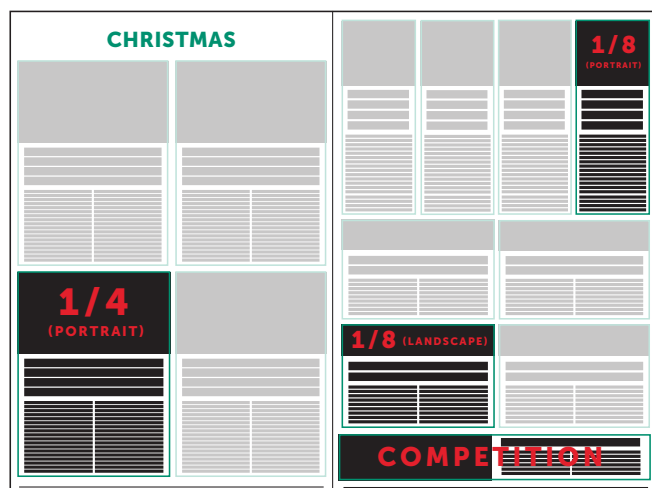 CHRISTMAS
1/4
(PORTRAIT)
1/8
(PORTRAIT)
1/8 (LANDSCAPE)
COMPETITION